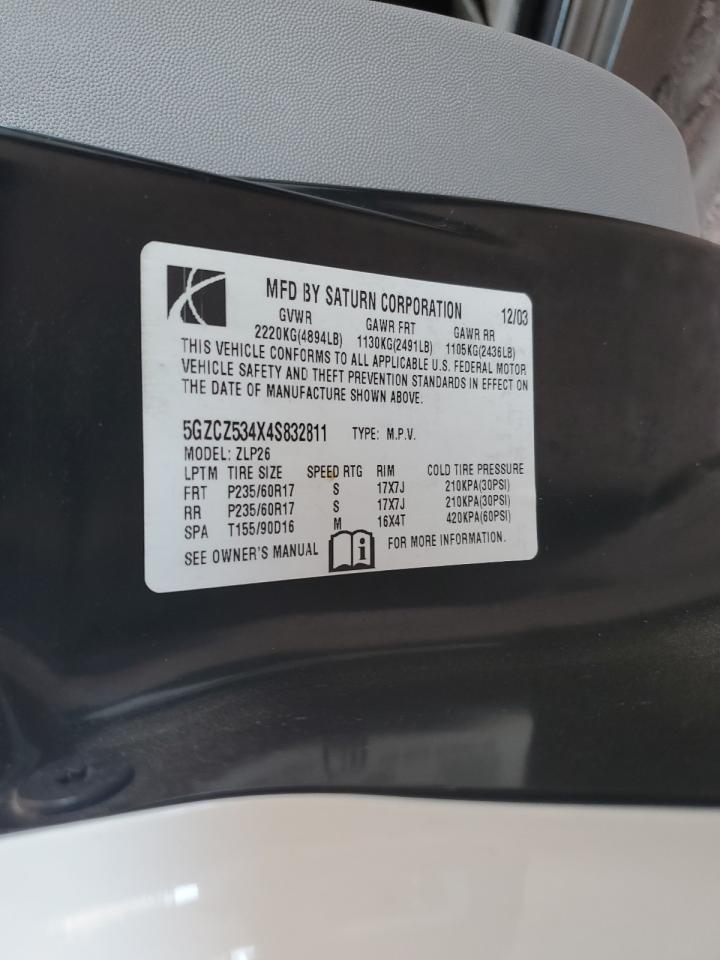 MFD BY SATURN CORPORATION 12/03
GVWR GAWR FRT GAWR RR
2220KG(4894LB) 1130KG(2491LB) 1105KG(2436LB)
THIS VEHICLE CONFORMS TO ALL APPLICABLE U.S. FEDERAL MOTOR
VEHICLE SAFETY AND THEFT PREVENTION STANDARDS IN EFFECT ON
THE DATE OF MANUFACTURE SHOWN ABOVE.
5GZCZ534X4S832811 TYPE: M.P.V.
MODEL: ZLP26
LPTM TIRE SIZE SPEED RTG RIM COLD TIRE PRESSURE
FRT P235/60R17 S 17X7J 210KPA(30PSI)
RR P235/60R17 S 17X7J 210KPA(30PSI)
SPA T155/90D16 M 16X4T 420KPA(60PSI)
SEE OWNER'S MANUAL i FOR MORE INFORMATION.